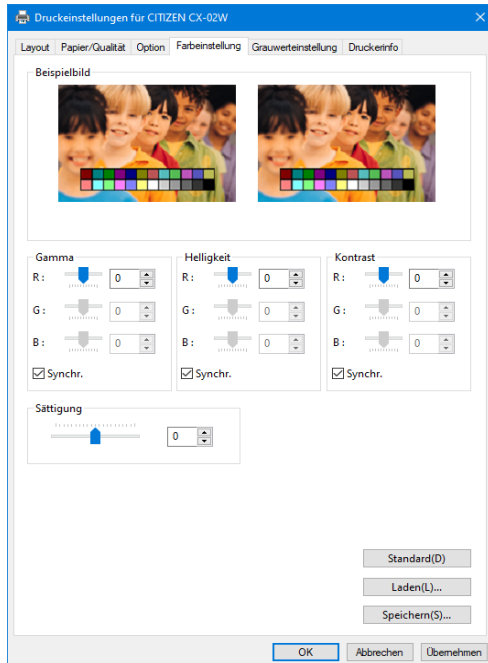 Druckeinstellungen für CITIZEN CX-02W
Layout Papier/Qualität Option Farbeinstellung Grauwerteinstellung Druckerinfo
Beispielbild
Gamma Helligkeit Kontrast
R: 0 R: 0 R: 0
G: 0 G: 0 G: 0
B: 0 B: 0 B: 0
Synchr. Synchr. Synchr.
Sättigung
0
Standard(D)
Laden(L)...
Speichern(S)...
OK Abbrechen Übernehmen